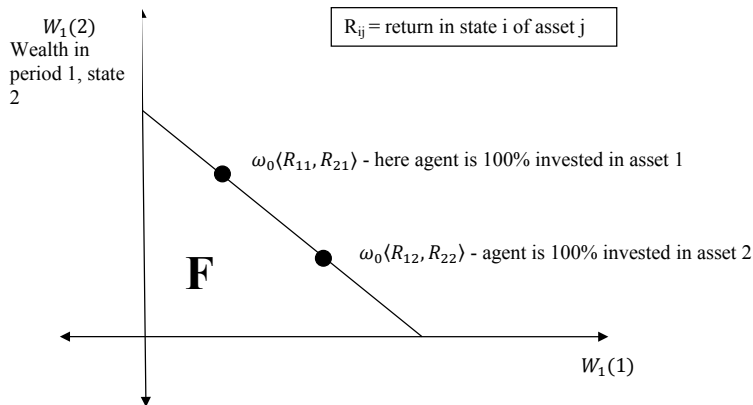 W₁(2)
Wealth in
period 1, state
2
Rᵢⱼ = return in state i of asset j
ω₀⟨R₁₁, R₂₁⟩ - here agent is 100% invested in asset 1
ω₀⟨R₁₂, R₂₂⟩ - agent is 100% invested in asset 2
F
W₁(1)